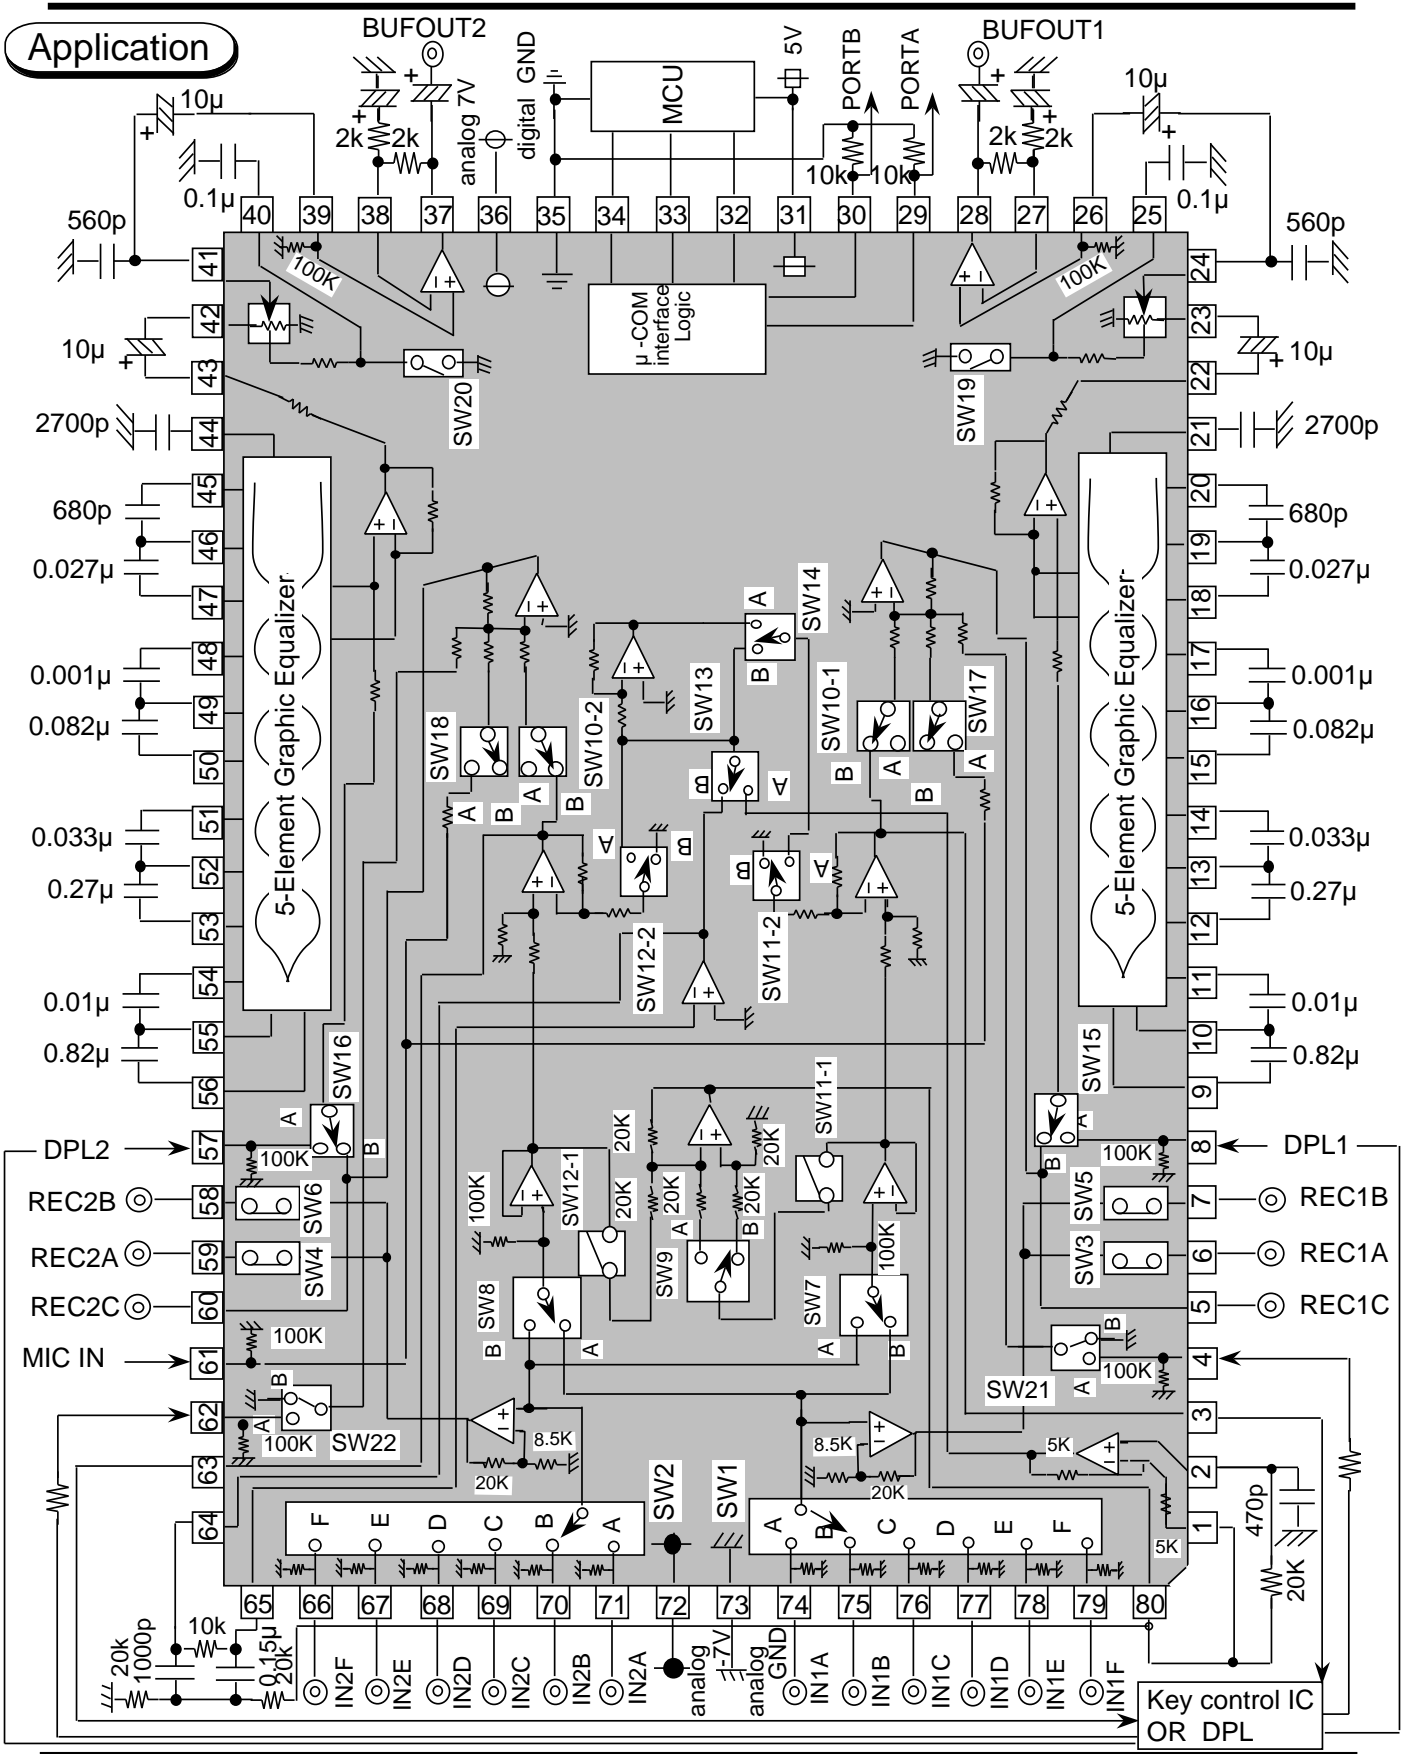 Application
BUFOUT2
BUFOUT1
10µ
2k
2k
analog 7V
digital GND
MCU
5V
PORTB
PORTA
10k
10k
2k
2k
10µ
0.1µ
0.1µ
560p
560p
40
39
38
37
36
35
34
33
32
31
30
29
28
27
26
25
41
100K
100K
24
42
µ-COM
interface
Logic
23
10µ
10µ
43
SW20
SW19
22
2700p
44
21
2700p
45
20
680p
680p
46
19
0.027µ
0.027µ
47
18
5-Element Graphic Equalizer
5-Element Graphic Equalizer
A
SW14
B
48
17
0.001µ
0.001µ
49
16
0.082µ
0.082µ
50
15
SW18
SW10-2
SW13
SW10-1
SW17
A
B
A
B
B
A
B
A
B
A
51
14
0.033µ
0.033µ
52
13
0.27µ
0.27µ
53
12
A
B
B
A
SW12-2
SW11-2
54
11
0.01µ
0.01µ
55
10
0.82µ
0.82µ
56
9
SW16
SW15
A
B
A
B
SW11-1
20K
20K
DPL2
57
100K
100K
8
DPL1
REC2B
58
SW6
100K
SW12-1
20K
20K
20K
SW5
7
REC1B
REC2A
59
SW4
A
B
SW9
100K
SW3
6
REC1A
REC2C
60
SW8
SW7
5
REC1C
B
A
A
B
100K
MIC IN
61
B
4
100K
SW21
A
B
62
A
100K
SW22
3
8.5K
8.5K
5K
63
20K
20K
2
470p
64
SW2
SW1
1
5K
20K
F
E
D
C
B
A
A
B
C
D
E
F
65
66
67
68
69
70
71
72
73
74
75
76
77
78
79
80
20k
1000p
10k
0.15µ
20k
IN2F
IN2E
IN2D
IN2C
IN2B
IN2A
analog
-7V
analog
GND
IN1A
IN1B
IN1C
IN1D
IN1E
IN1F
Key control IC
OR DPL